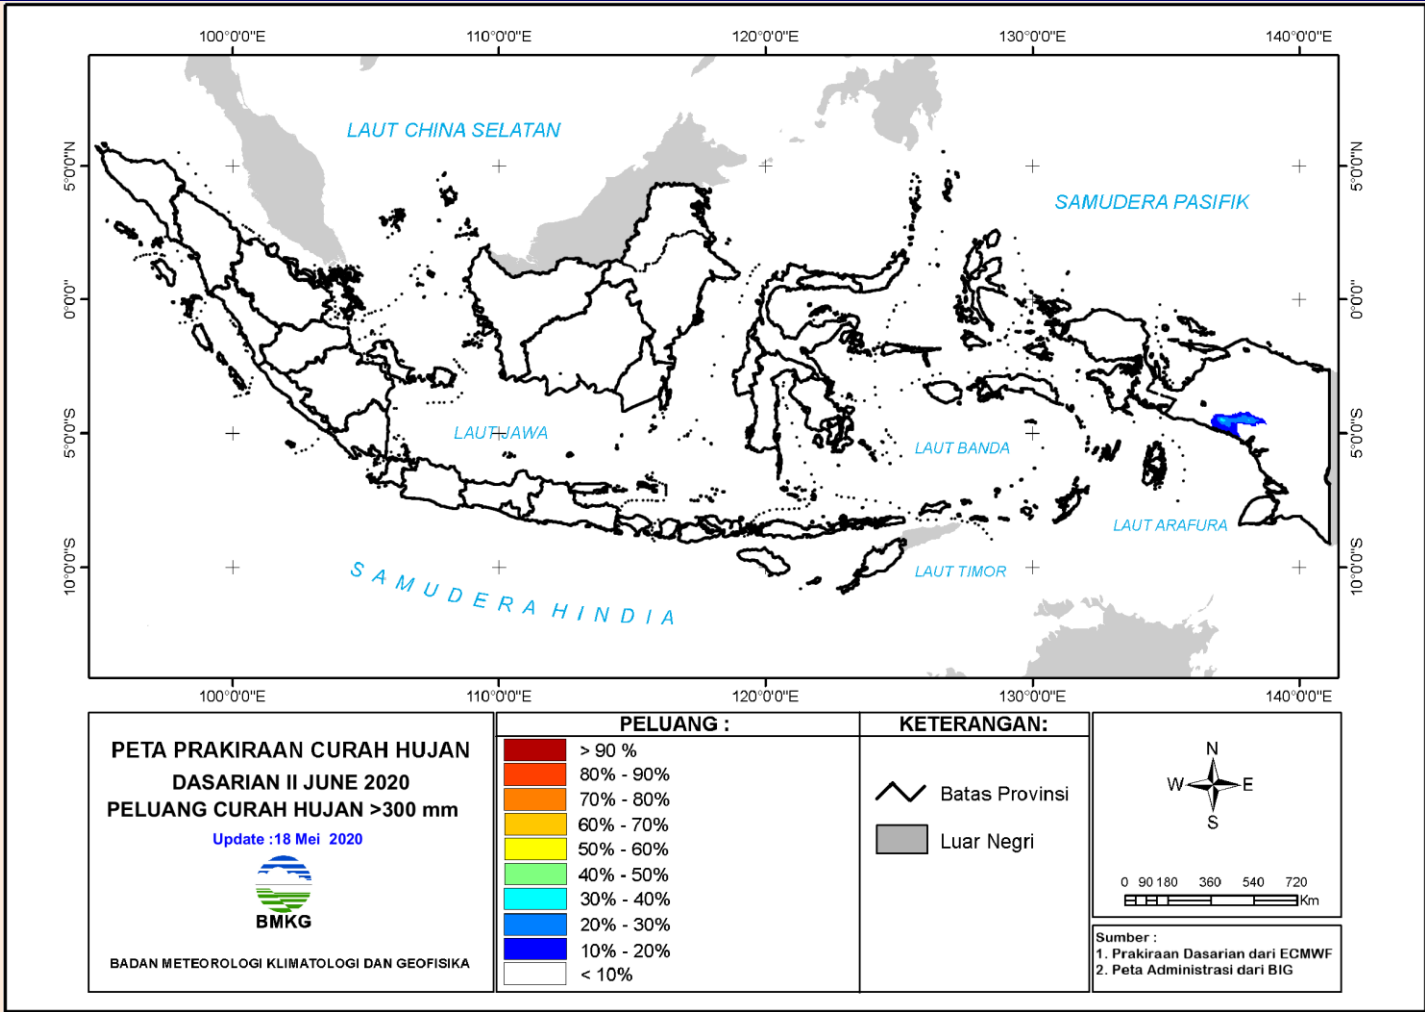 100°0'0"E 110°0'0"E 120°0'0"E 130°0'0"E 140°0'0"E
LAUT CHINA SELATAN
5°0'0"N 5°0'0"N
SAMUDERA PASIFIK
0°0'0" 0°0'0"
LAUT JAWA
5°0'0"S 5°0'0"S
LAUT BANDA
LAUT ARAFURA
10°0'0"S 10°0'0"S
LAUT TIMOR
SAMUDERA HINDIA
100°0'0"E 110°0'0"E 120°0'0"E 130°0'0"E 140°0'0"E
PETA PRAKIRAAN CURAH HUJAN
DASARIAN II JUNE 2020
PELUANG CURAH HUJAN >300 mm
Update :18 Mei 2020
BMKG
BADAN METEOROLOGI KLIMATOLOGI DAN GEOFISIKA
PELUANG :
> 90 %
80% - 90%
70% - 80%
60% - 70%
50% - 60%
40% - 50%
30% - 40%
20% - 30%
10% - 20%
< 10%
KETERANGAN:
Batas Provinsi
Luar Negri
N
W E
S
0 90 180 360 540 720
Km
Sumber :
1. Prakiraan Dasarian dari ECMWF
2. Peta Administrasi dari BIG